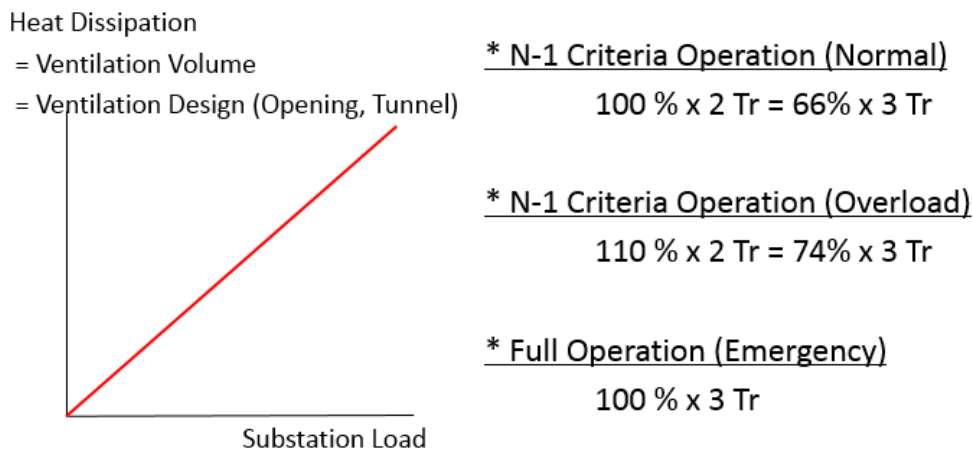 Heat Dissipation
= Ventilation Volume
= Ventilation Design (Opening, Tunnel)
Substation Load
* N-1 Criteria Operation (Normal)
100 % x 2 Tr = 66% x 3 Tr
* N-1 Criteria Operation (Overload)
110 % x 2 Tr = 74% x 3 Tr
* Full Operation (Emergency)
100 % x 3 Tr